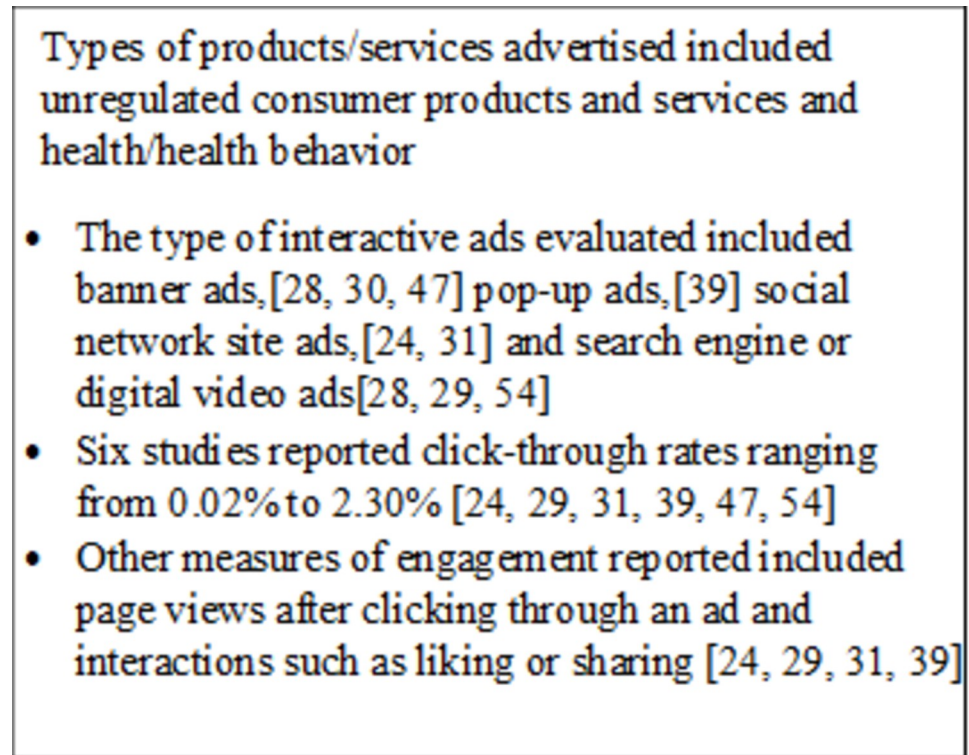 Types of products/services advertised included
unregulated consumer products and services and
health/health behavior
• The type of interactive ads evaluated included
banner ads,[28, 30, 47] pop-up ads,[39] social
network site ads,[24, 31] and search engine or
digital video ads[28, 29, 54]
• Six studies reported click-through rates ranging
from 0.02% to 2.30% [24, 29, 31, 39, 47, 54]
• Other measures of engagement reported included
page views after clicking through an ad and
interactions such as liking or sharing [24, 29, 31, 39]